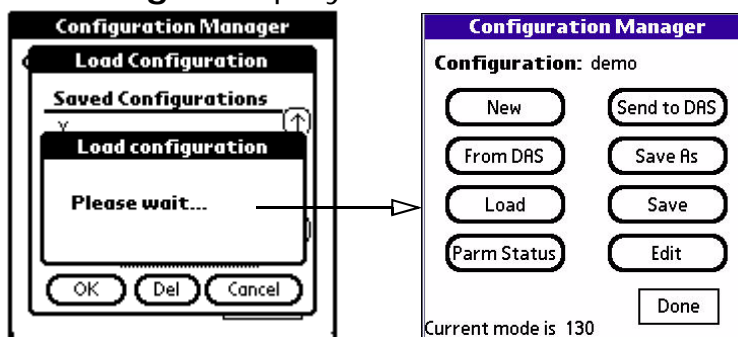 Configuration Manager
Load Configuration
Saved Configurations
Load configuration
Please wait...
OK Del Cancel
Configuration Manager
Configuration: demo
New Send to DAS
From DAS Save As
Load Save
Parm Status Edit
Done
Current mode is 130